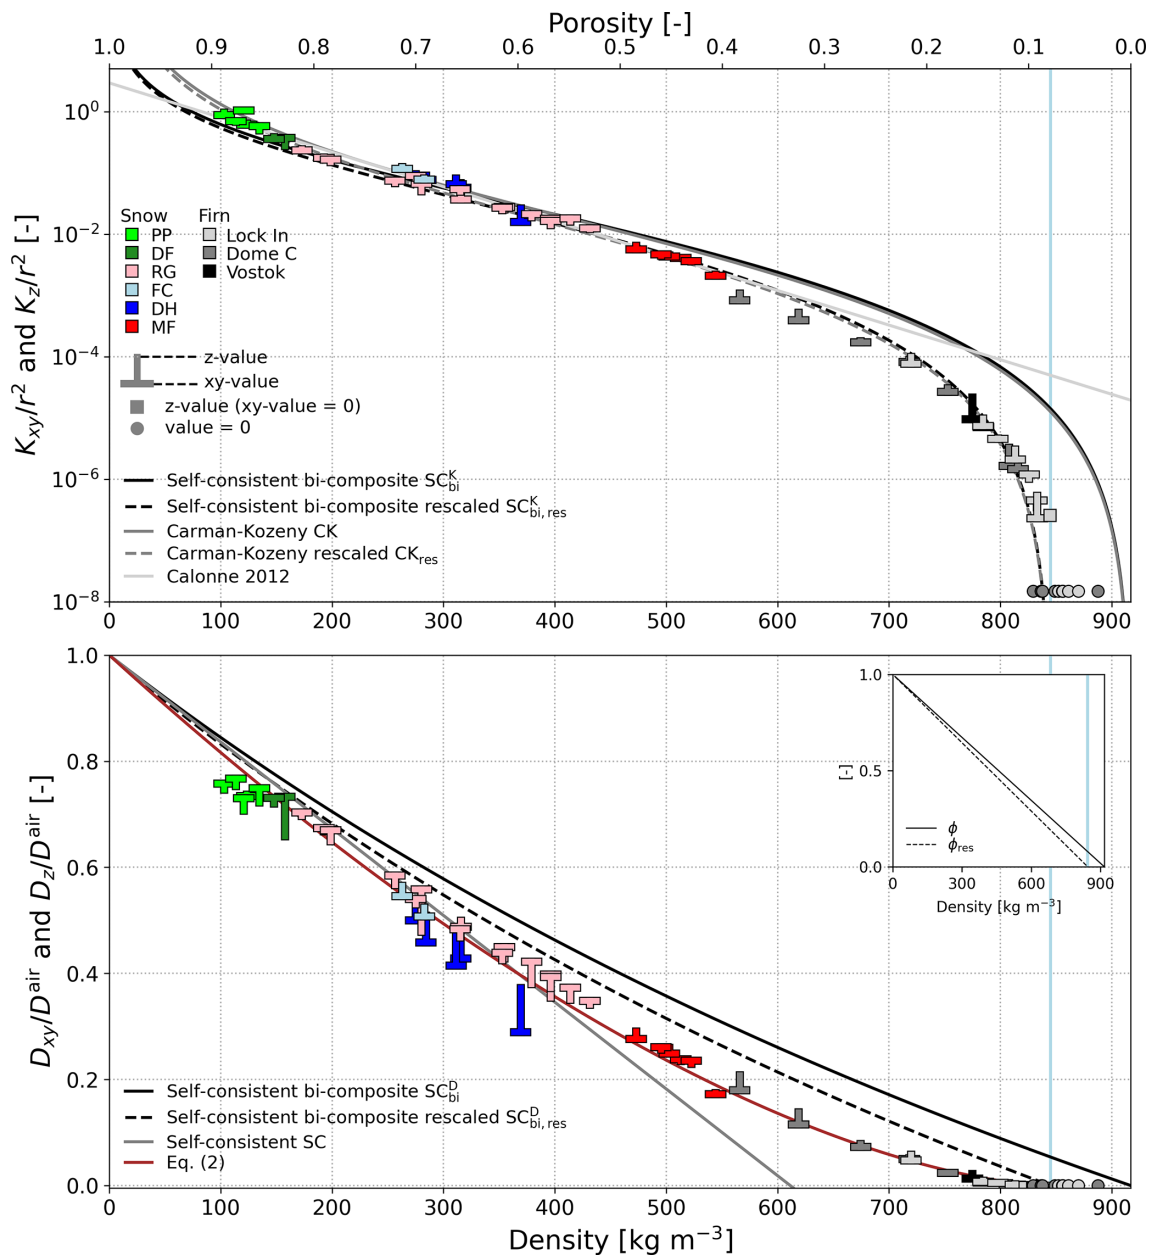 Porosity [-]
1.0 0.9 0.8 0.7 0.6 0.5 0.4 0.3 0.2 0.1 0.0
K_xy/r² and K_z/r² [-]
10⁰
10⁻²
10⁻⁴
10⁻⁶
10⁻⁸
Snow Firn
PP Lock In
DF Dome C
RG Vostok
FC
DH
MF
z-value
xy-value
z-value (xy-value = 0)
value = 0
Self-consistent bi-composite SC^K_bi
Self-consistent bi-composite rescaled SC^K_bi, res
Carman-Kozeny CK
Carman-Kozeny rescaled CK_res
Calonne 2012
0 100 200 300 400 500 600 700 800 900
D_xy/D^air and D_z/D^air [-]
1.0
0.8
0.6
0.4
0.2
0.0
1.0
0.5
0.0
[-]
ϕ
ϕ_res
0 300 600 900
Density [kg m⁻³]
Self-consistent bi-composite SC^D_bi
Self-consistent bi-composite rescaled SC^D_bi, res
Self-consistent SC
Eq. (2)
0 100 200 300 400 500 600 700 800 900
Density [kg m⁻³]